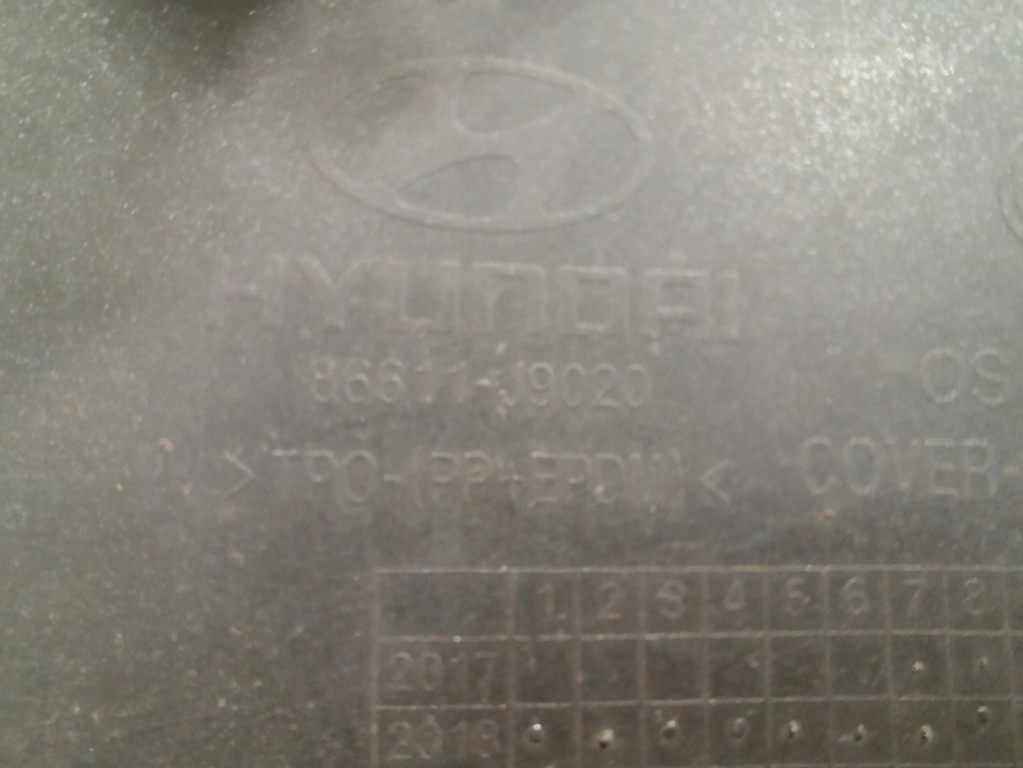 HYUNDAI
86611-J9020
OS
>TPO-(PP+EPDM)< COVER-
1 2 3 4 5 6 7 8
2017
2018